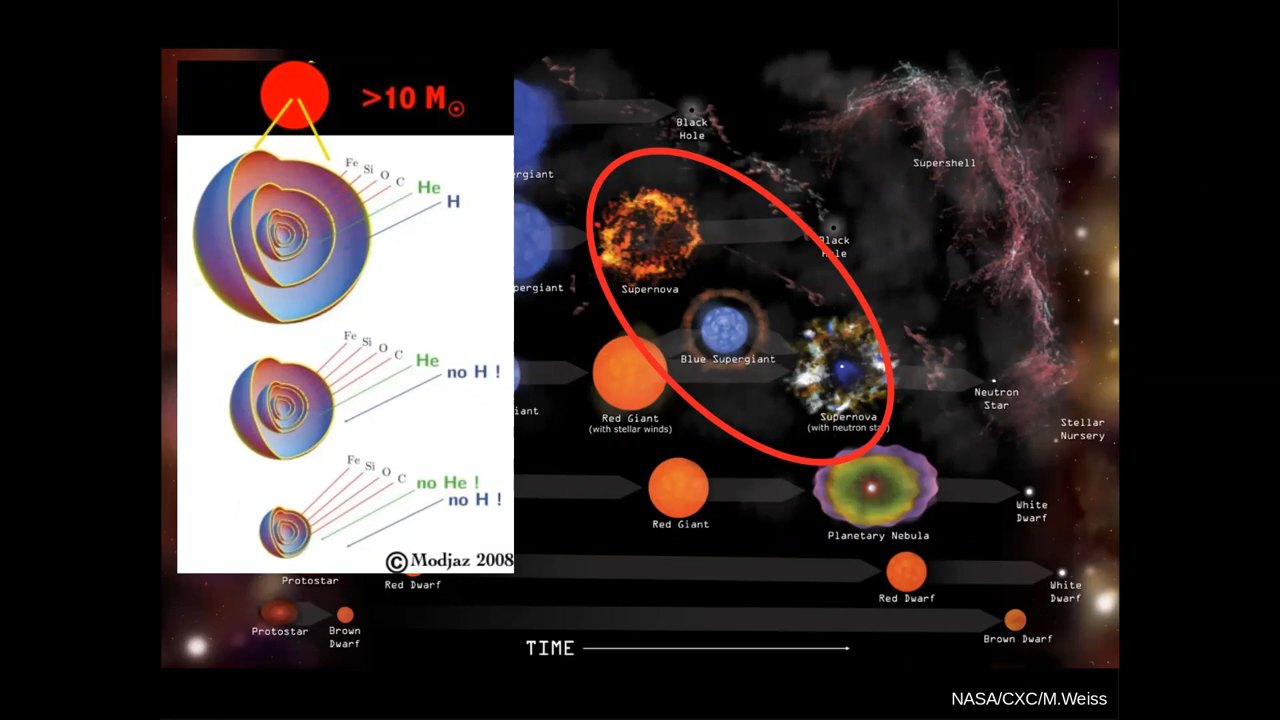 >10 M☉
Fe Si O C
He
H
Fe Si O C
He
no H !
Fe Si O C
no He !
no H !
© Modjaz 2008
Black
Hole
Supershell
ergiant
Black
Hole
Supernova
pergiant
Blue Supergiant
Neutron
Star
iant
Red Giant
(with stellar winds)
Supernova
(with neutron star)
Stellar
Nursery
Red Giant
White
Dwarf
Planetary Nebula
Protostar
Red Dwarf
Red Dwarf
White
Dwarf
Protostar
Brown
Dwarf
Brown Dwarf
TIME
NASA/CXC/M.Weiss